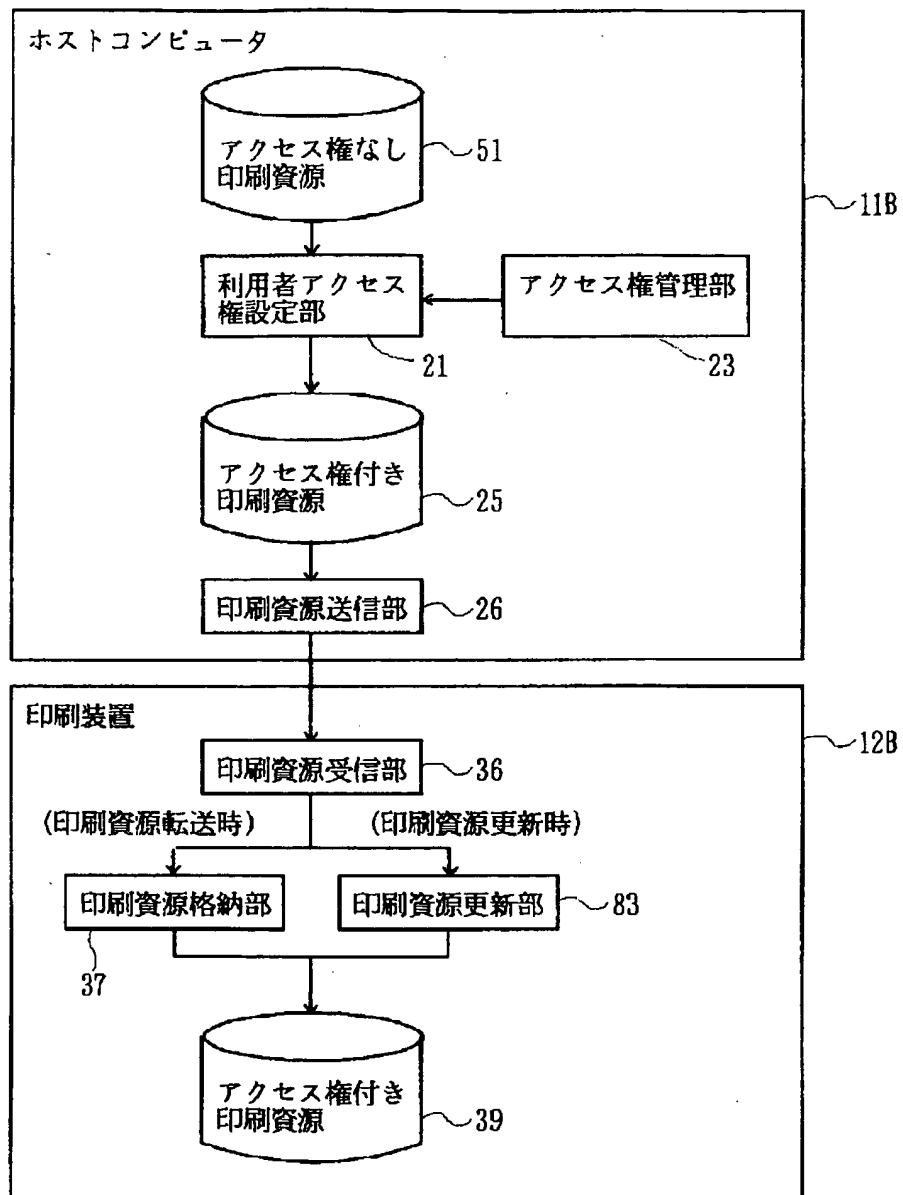 ホストコンピュータ
アクセス権なし
印刷資源
51
11B
利用者アクセス
権設定部
アクセス権管理部
21
23
アクセス権付き
印刷資源
25
印刷資源送信部
26
印刷装置
12B
印刷資源受信部
36
(印刷資源転送時)
(印刷資源更新時)
印刷資源格納部
印刷資源更新部
83
37
アクセス権付き
印刷資源
39